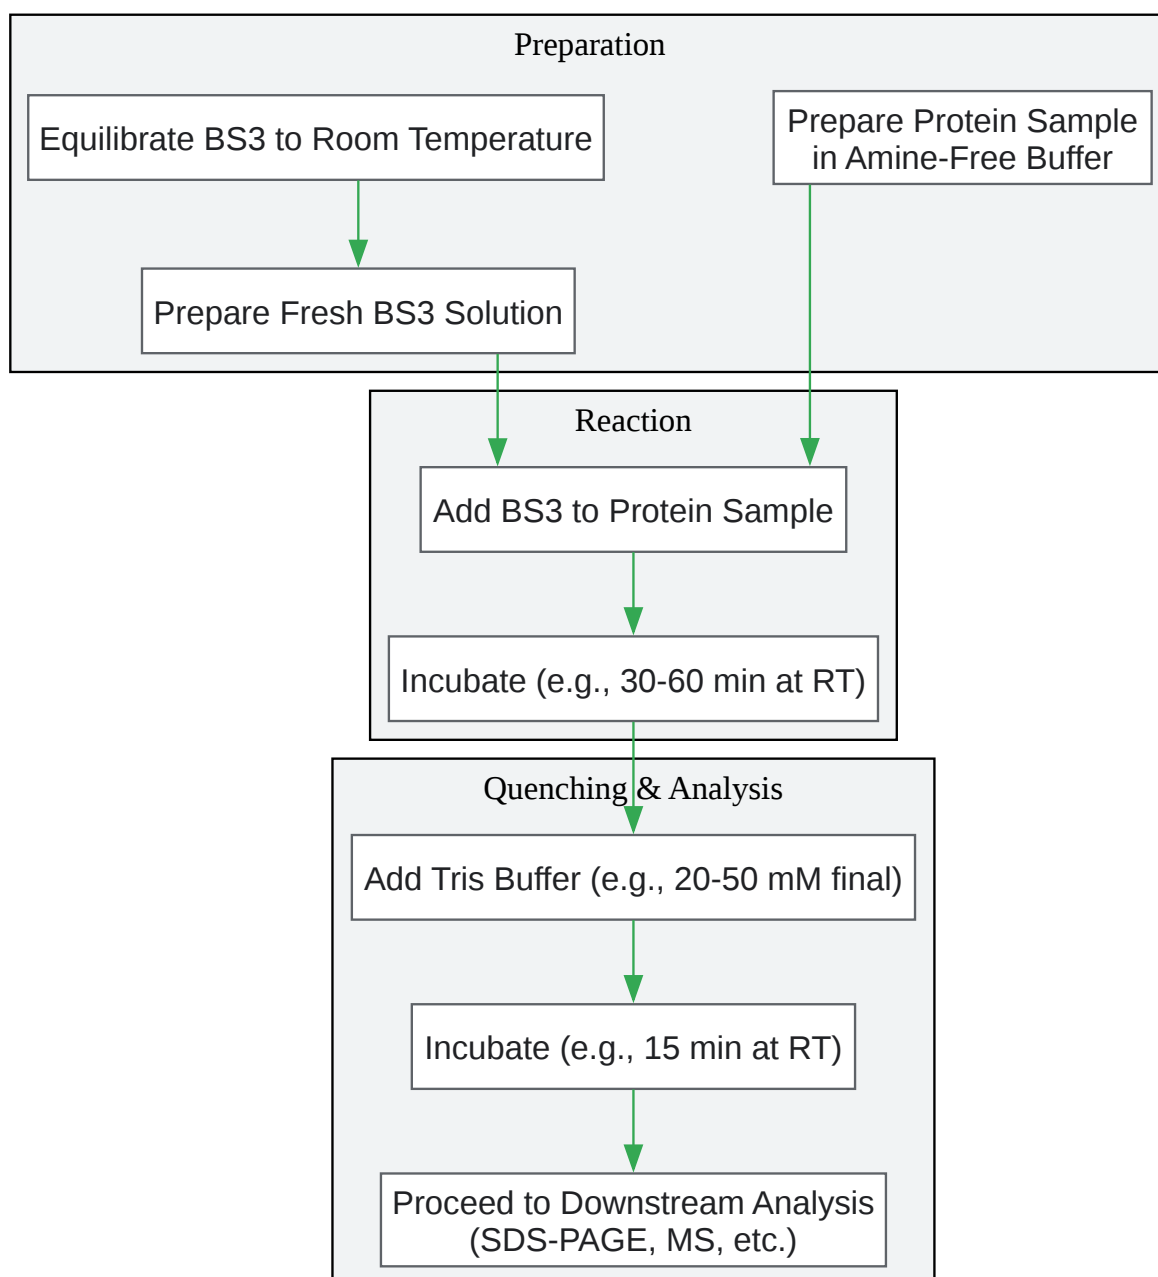 Preparation
Equilibrate BS3 to Room Temperature
Prepare Protein Sample
in Amine-Free Buffer
Prepare Fresh BS3 Solution
Reaction
Add BS3 to Protein Sample
Incubate (e.g., 30-60 min at RT)
Quenching & Analysis
Add Tris Buffer (e.g., 20-50 mM final)
Incubate (e.g., 15 min at RT)
Proceed to Downstream Analysis
(SDS-PAGE, MS, etc.)